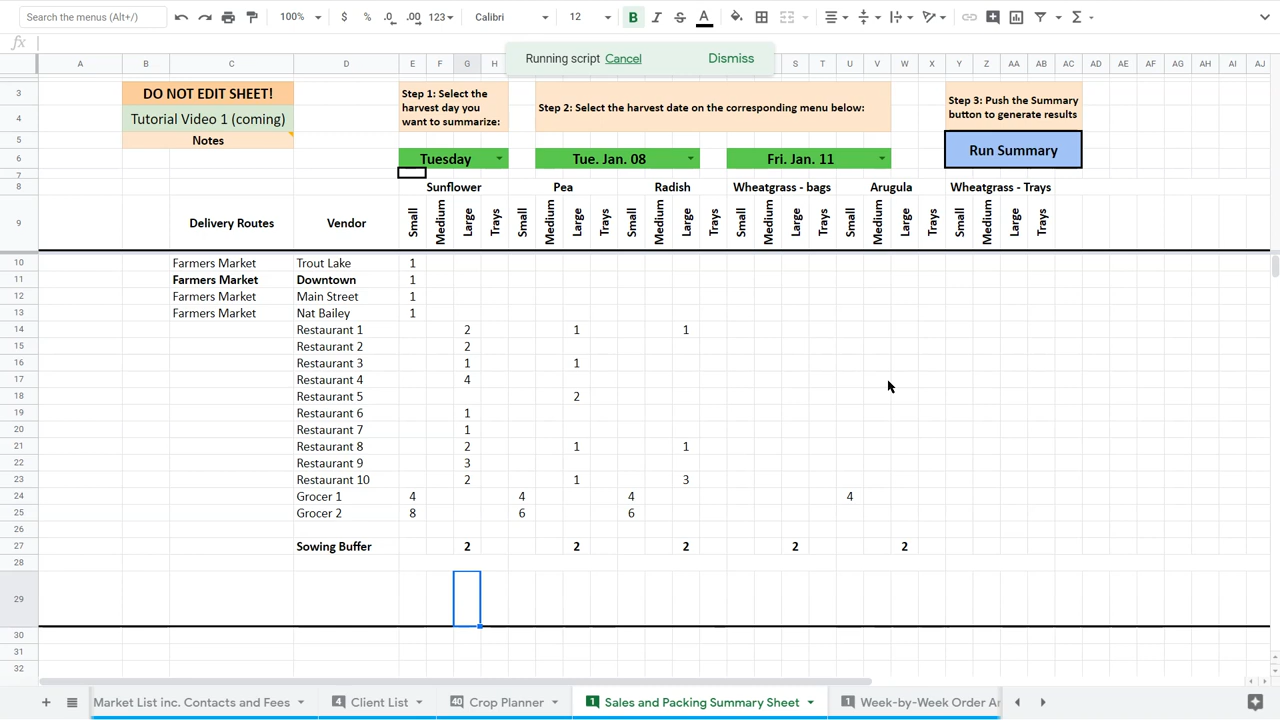 Search the menus (Alt+/) 100% $ % .0 .00 123 Calibri 12 B I S A Σ
fx
Running script Cancel Dismiss
A B C D E F G H S T U V W X Y Z AA AB AC AD AE AF AG AH AI AJ
3 DO NOT EDIT SHEET!
4 Tutorial Video 1 (coming)
5 Notes
Step 1: Select the
harvest day you
want to summarize:
Step 2: Select the harvest date on the corresponding menu below:
Step 3: Push the Summary
button to generate results
Run Summary
6 Tuesday Tue. Jan. 08 Fri. Jan. 11
7
8 Sunflower Pea Radish Wheatgrass - bags Arugula Wheatgrass - Trays
9 Delivery Routes Vendor Small Medium Large Trays Small Medium Large Trays Small Medium Large Trays Small Medium Large Trays Small Medium Large Trays Small Medium Large Trays
10 Farmers Market Trout Lake 1
11 Farmers Market Downtown 1
12 Farmers Market Main Street 1
13 Farmers Market Nat Bailey 1
14 Restaurant 1 2 1 1
15 Restaurant 2 2
16 Restaurant 3 1 1
17 Restaurant 4 4
18 Restaurant 5 2
19 Restaurant 6 1
20 Restaurant 7 1
21 Restaurant 8 2 1 1
22 Restaurant 9 3
23 Restaurant 10 2 1 3
24 Grocer 1 4 4 4 4
25 Grocer 2 8 6 6
26
27 Sowing Buffer 2 2 2 2 2
28
29
30
31
32
Market List inc. Contacts and Fees 4 Client List 40 Crop Planner 1 Sales and Packing Summary Sheet 1 Week-by-Week Order Ar